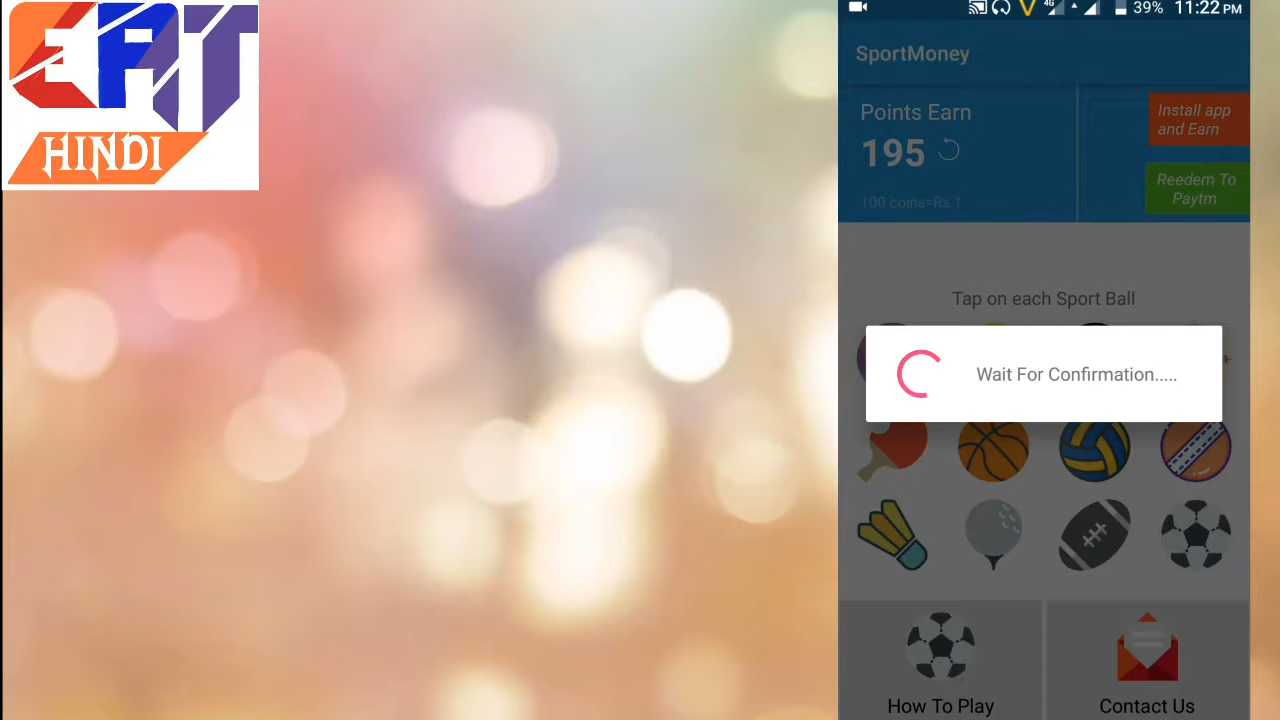 EAT
HINDI
4G
39%
11:22 PM
SportMoney
Points Earn
195
100 coins=Rs.1
Install app
and Earn
Reedem To
Paytm
Tap on each Sport Ball
Wait For Confirmation.....
How To Play
Contact Us